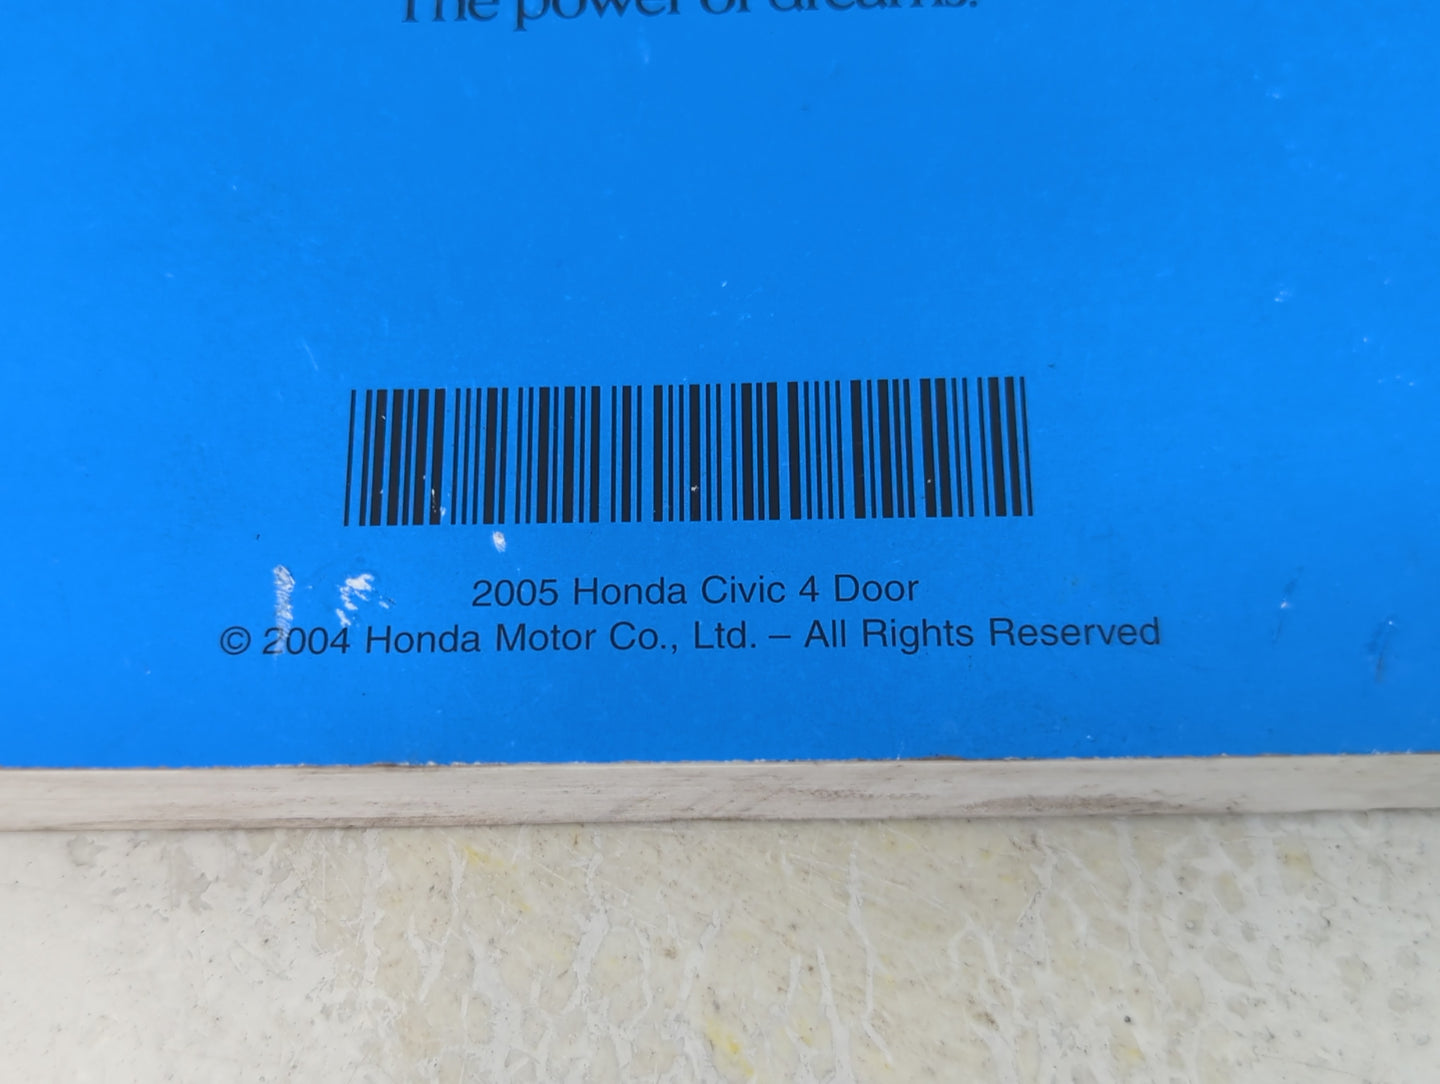 The power of dreams.
2005 Honda Civic 4 Door
© 2004 Honda Motor Co., Ltd. – All Rights Reserved